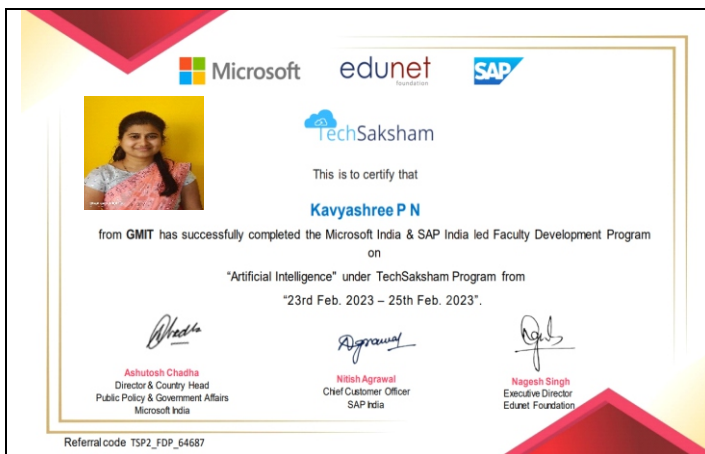 Microsoft
edunet
foundation
SAP
TechSaksham
This is to certify that
Kavyashree P N
from GMIT has successfully completed the Microsoft India & SAP India led Faculty Development Program
on
"Artificial Intelligence" under TechSaksham Program from
"23rd Feb. 2023 – 25th Feb. 2023".
Ashutosh Chadha
Director & Country Head
Public Policy & Government Affairs
Microsoft India
Nitish Agrawal
Chief Customer Officer
SAP India
Nagesh Singh
Executive Director
Edunet Foundation
Referral code TSP2_FDP_64687